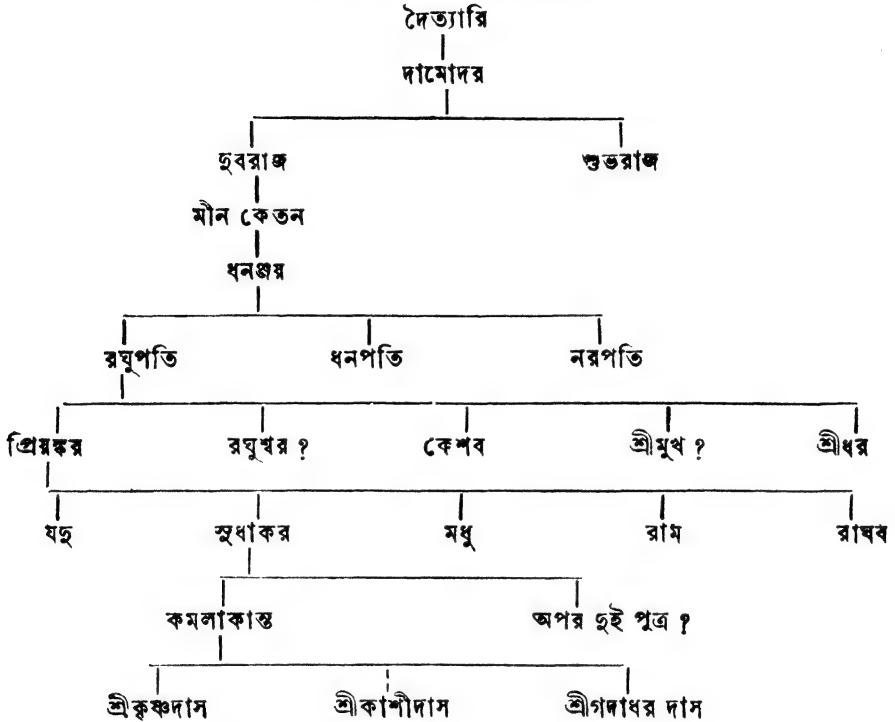 দৈত্যারি
দামোদর
দুবরাজ শুভরাজ
মীন কেতন
ধনঞ্জয়
রঘুপতি ধনপতি নরপতি
প্রিয়ঙ্কর রঘুশ্বর ? কেশব শ্রীমুখ ? শ্রীধর
যদু সুধাকর মধু রাম রাঘব
কমলাকান্ত অপর দুই পুত্র ?
শ্রীকৃষ্ণদাস শ্রীকাশীদাস শ্রীগদাধর দাস